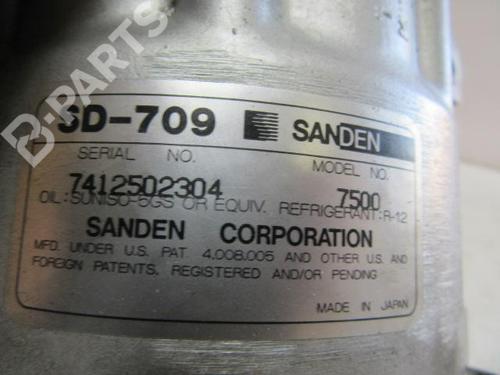 SD-709 SANDEN
SERIAL NO. MODEL NO.
7412502304 7500
OIL:SUNISO-5GS OR EQUIV. REFRIGERANT:R-12
SANDEN CORPORATION
MFD. UNDER U.S. PAT. 4.008.005 AND OTHER U.S. AND
FOREIGN PATENTS, REGISTERED AND/OR PENDING
MADE IN JAPAN
B-PARTS